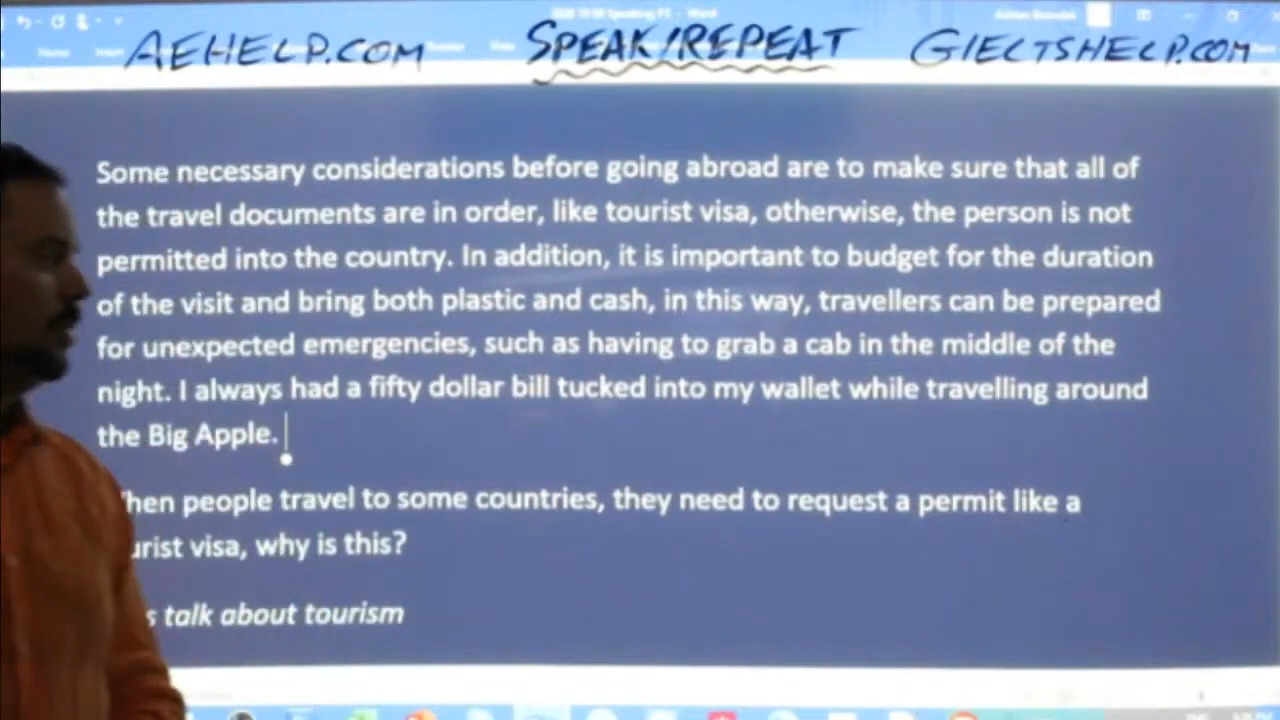 AEHELP.COM SPEAK/REPEAT GIELTSHELP.COM
Some necessary considerations before going abroad are to make sure that all of
the travel documents are in order, like tourist visa, otherwise, the person is not
permitted into the country. In addition, it is important to budget for the duration
of the visit and bring both plastic and cash, in this way, travellers can be prepared
for unexpected emergencies, such as having to grab a cab in the middle of the
night. I always had a fifty dollar bill tucked into my wallet while travelling around
the Big Apple.
hen people travel to some countries, they need to request a permit like a
urist visa, why is this?
s talk about tourism